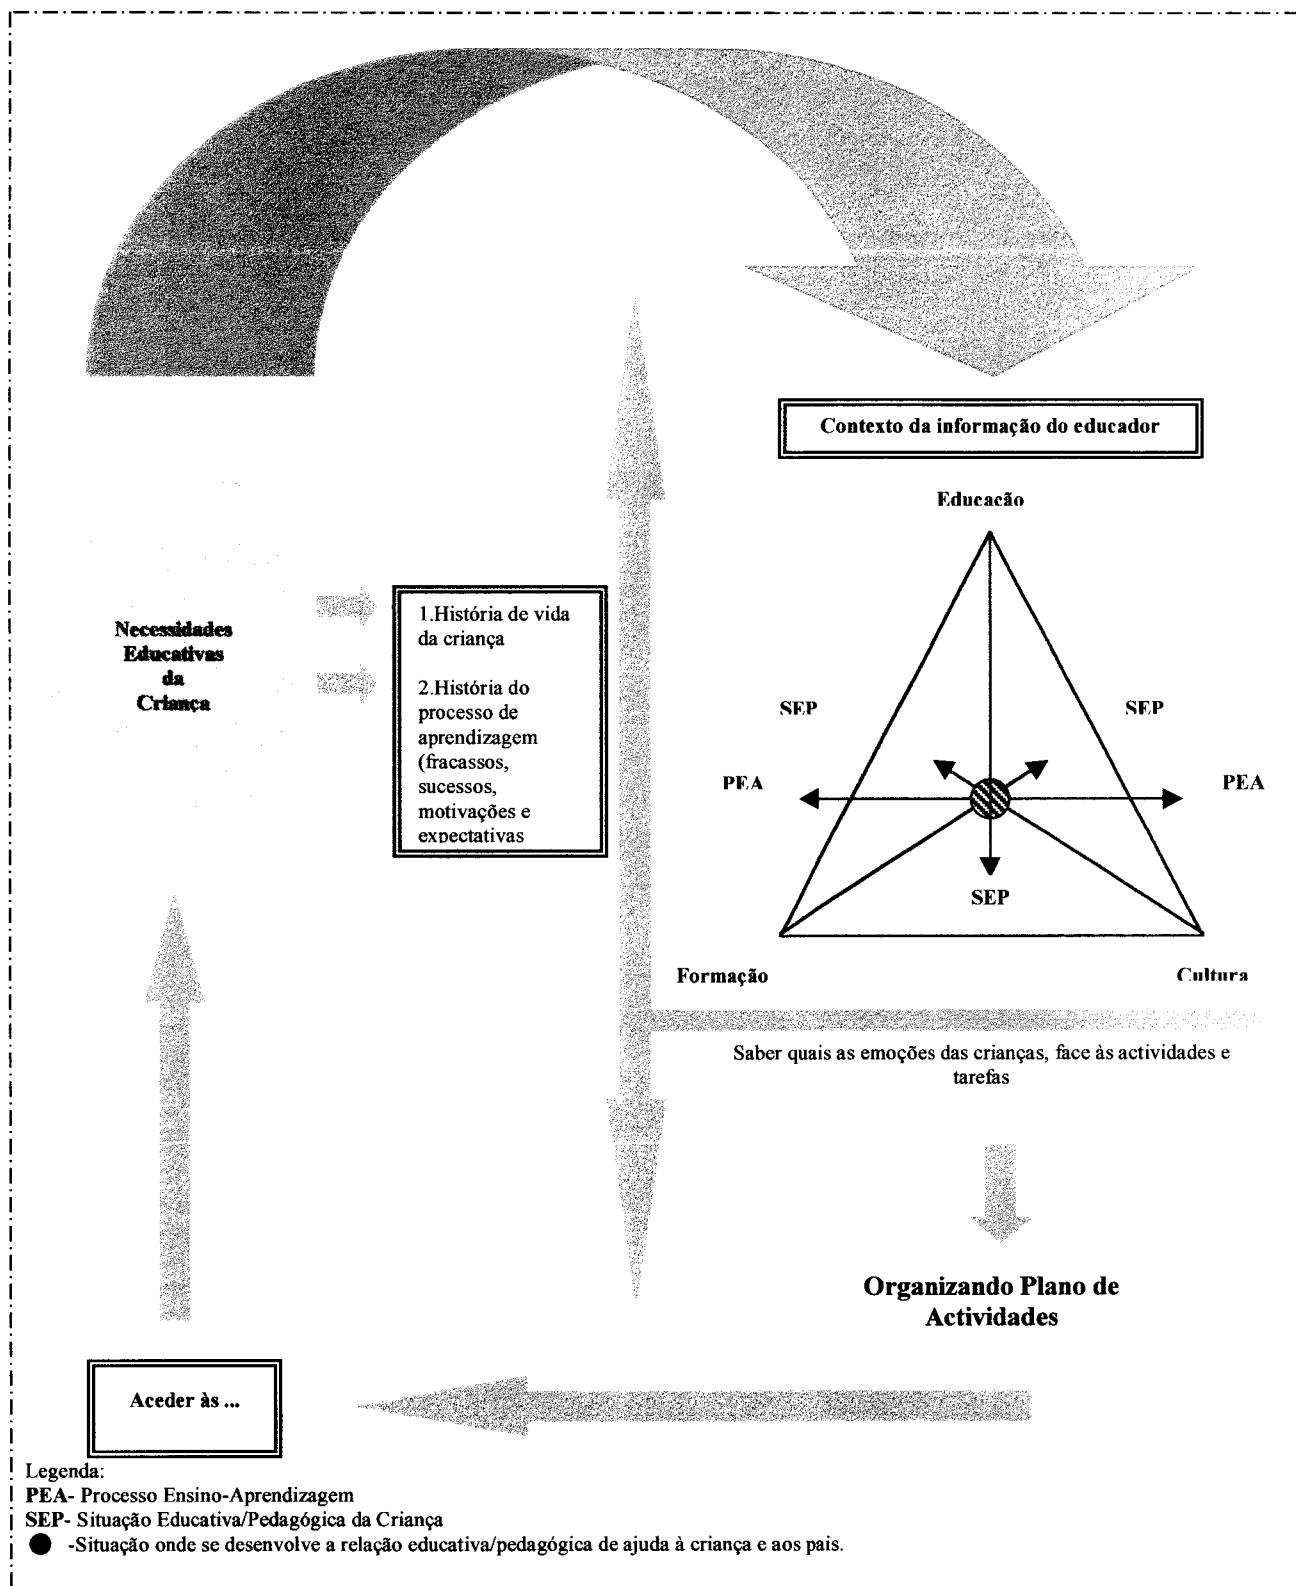 Contexto da informação do educador
Educação
Necessidades
Educativas
da
Criança
1.História de vida
da criança
2.História do
processo de
aprendizagem
(fracassos,
sucessos,
motivações e
expectativas
SEP
SEP
PEA
PEA
SEP
Formação
Cultura
Saber quais as emoções das crianças, face às actividades e
tarefas
Organizando Plano de
Actividades
Aceder às ...
Legenda:
PEA- Processo Ensino-Aprendizagem
SEP- Situação Educativa/Pedagógica da Criança
-Situação onde se desenvolve a relação educativa/pedagógica de ajuda à criança e aos pais.